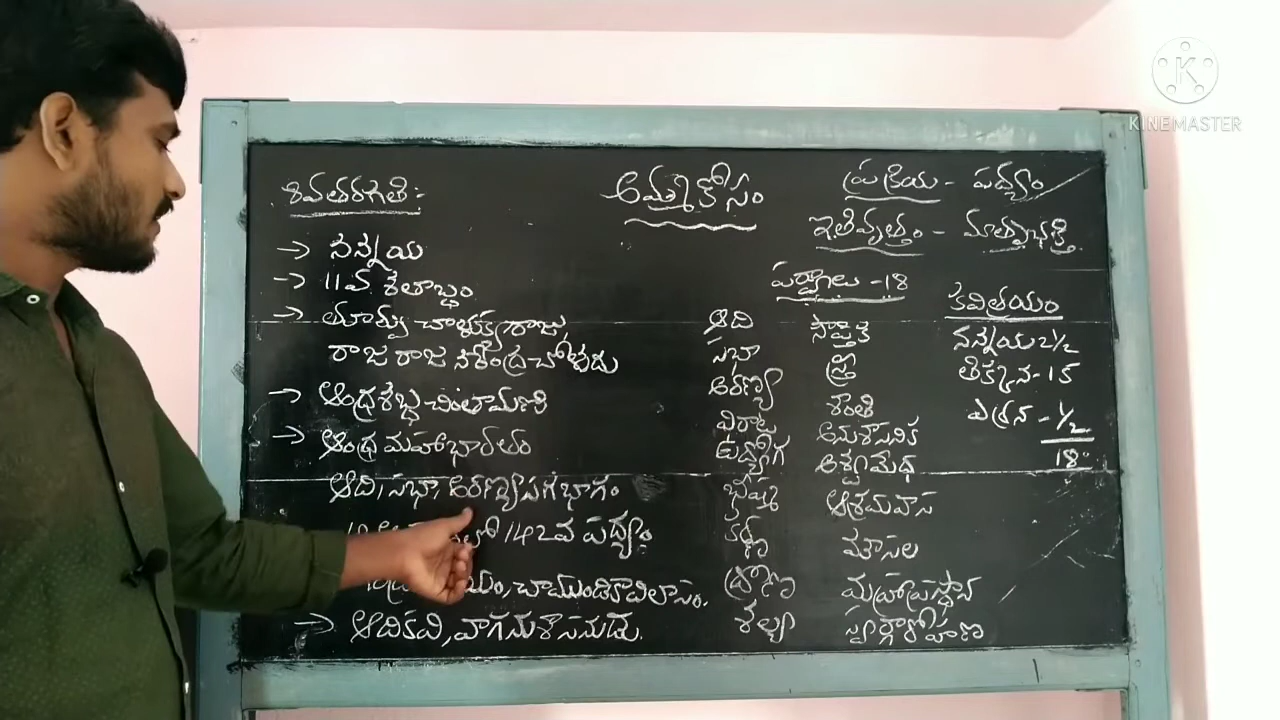 KINEMASTER
అమ్మకోసం
ప్రక్రియ - పద్యం
ఇతివృత్తం - మాతృభక్తి
కవితరగతి:-
→ నన్నయ
→ 11వ శతాబ్దం
→ తూర్పు చాళుక్యరాజు,
రాజ రాజ నరేంద్ర చోళుడు
→ ఆంధ్రశబ్ద చింతామణి
→ ఆంధ్ర మహాభారతం
ఆది, సభా, అరణ్య సగభాగం
142వ పద్యం
చాముండికావిలాసం.
→ ఆదికవి, వాగనుశాసనుడు.
పర్వాలు - 18
ఆది
సభా
అరణ్య
విరాట
ఉద్యోగ
భీష్మ
కర్ణ
ద్రోణ
శల్య
సౌప్తిక
స్త్రీ
శాంతి
అనుశాసనిక
అశ్వమేధ
ఆశ్రమవాస
మౌసల
మహాప్రస్థాన
స్వర్గారోహణ
కవిత్రయం
నన్నయ 2 1/2
తిక్కన - 15
ఎర్రన - 1/2
18